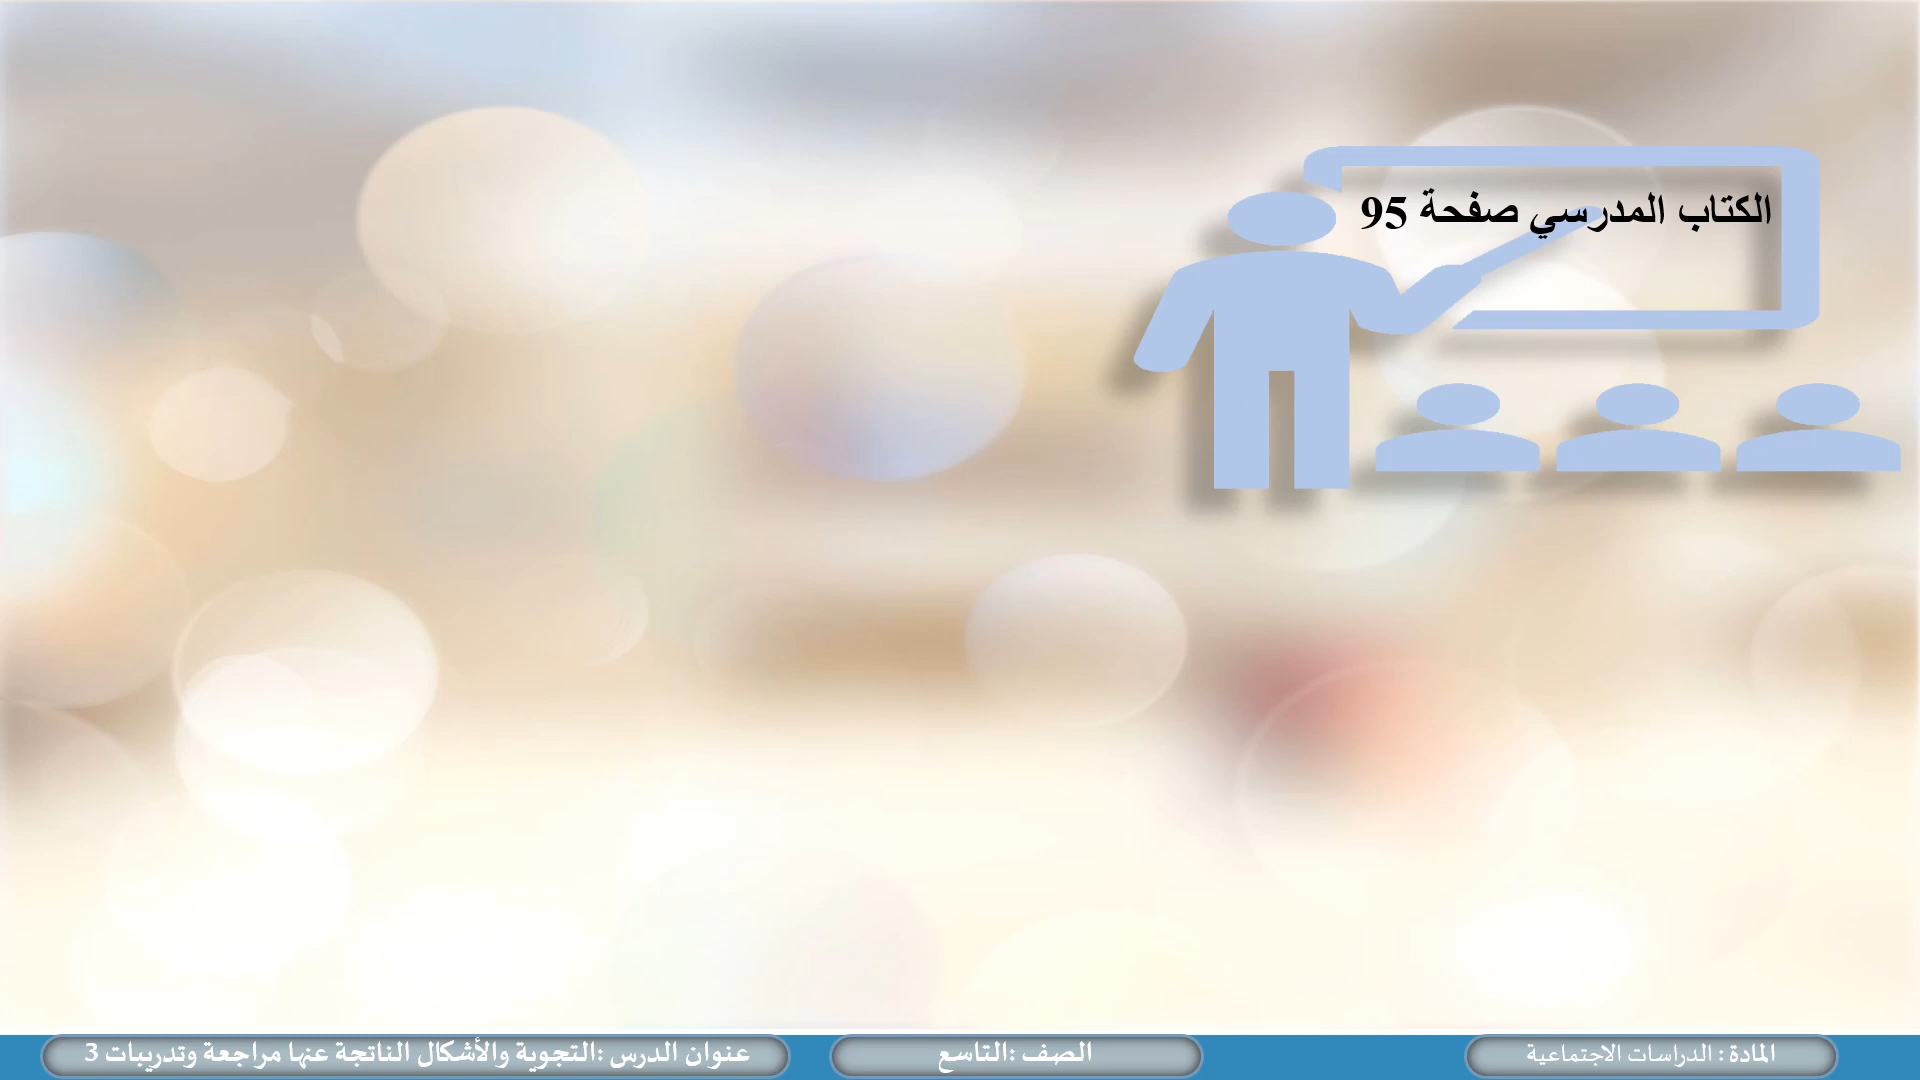 الكتاب المدرسي صفحة 95
المادة : الدراسات الاجتماعية
الصف :التاسع
عنوان الدرس :التجوية والأشكال الناتجة عنها مراجعة وتدريبات 3